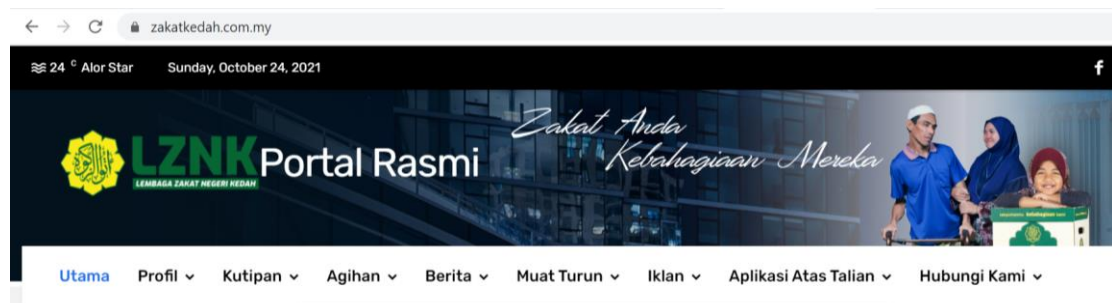 zakatkedah.com.my
24 C Alor Star Sunday, October 24, 2021 f
Zakat Anda
Kebahagiaan Mereka
LZNK Portal Rasmi
LEMBAGA ZAKAT NEGERI KEDAH
Utama Profil Kutipan Agihan Berita Muat Turun Iklan Aplikasi Atas Talian Hubungi Kami